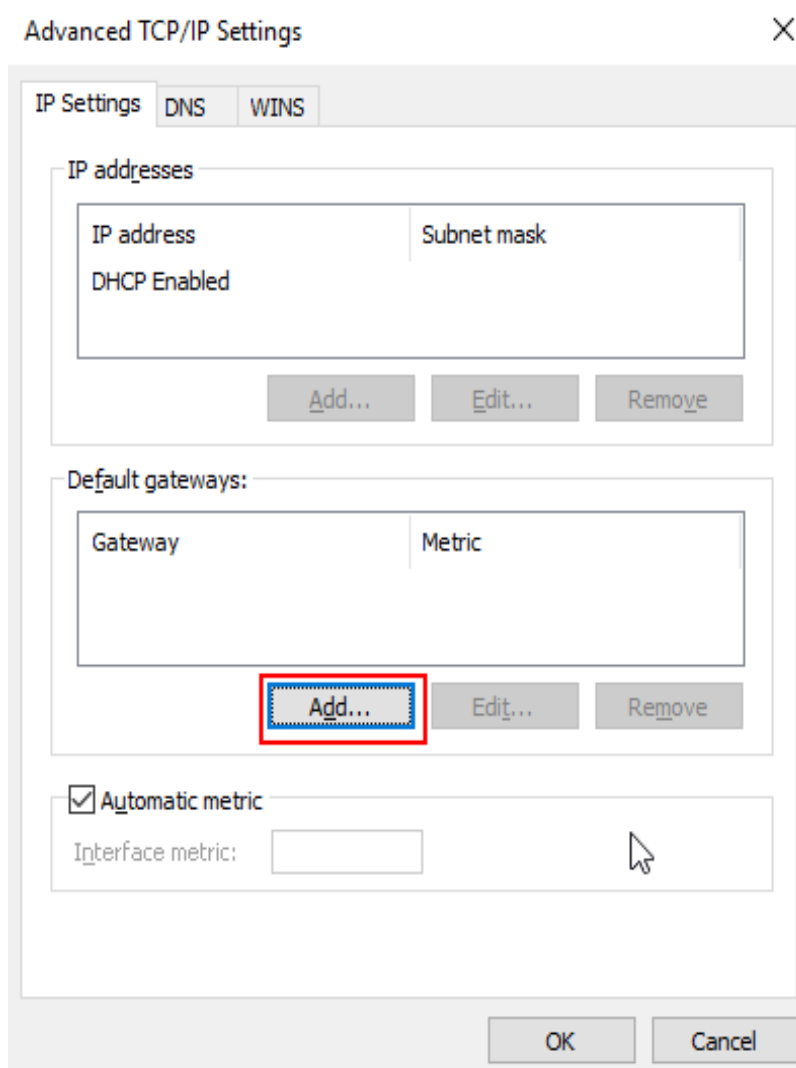 Advanced TCP/IP Settings
IP Settings DNS WINS
IP addresses
IP address Subnet mask
DHCP Enabled
Add... Edit... Remove
Default gateways:
Gateway Metric
Add... Edit... Remove
Automatic metric
Interface metric:
OK Cancel